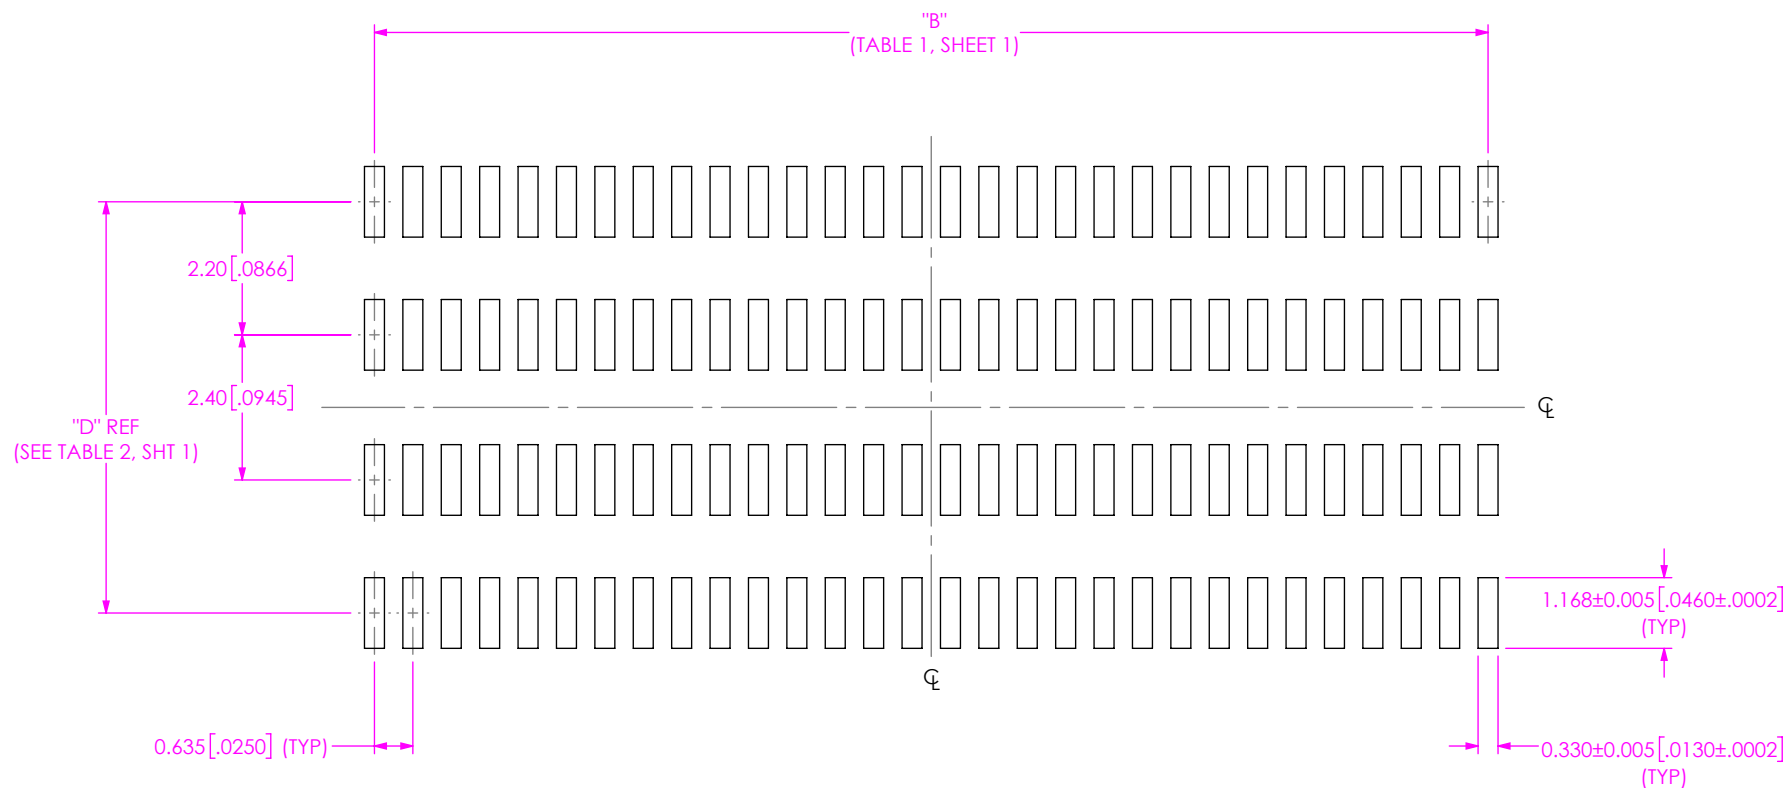 "B"
(TABLE 1, SHEET 1)
2.20[.0866]
2.40[.0945]
"D" REF
(SEE TABLE 2, SHT 1)
℄
1.168±0.005[.0460±.0002]
(TYP)
℄
0.635[.0250] (TYP)
0.330±0.005[.0130±.0002]
(TYP)